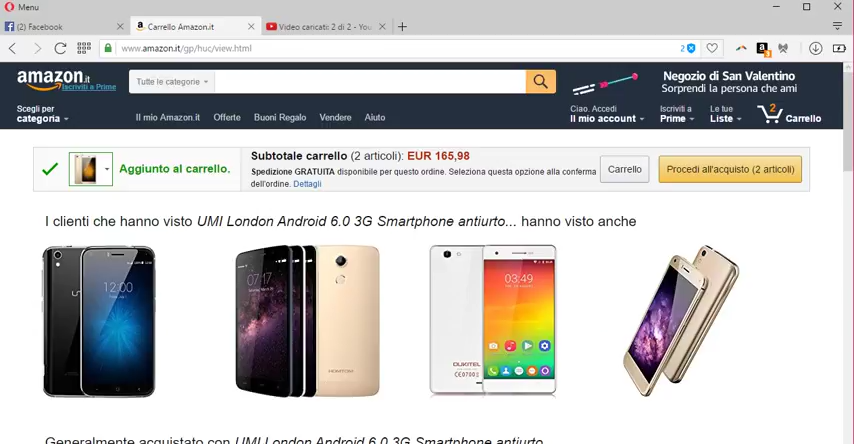 Menu
(2) Facebook
Carrello Amazon.it
Video caricati: 2 di 2 - You
www.amazon.it/gp/huc/view.html
2
amazon.it
Iscriviti a Prime
Tutte le categorie
Negozio di San Valentino
Sorprendi la persona che ami
Scegli per
categoria
Il mio Amazon.it
Offerte
Buoni Regalo
Vendere
Aiuto
Ciao. Accedi
Il mio account
Iscriviti a
Prime
Le tue
Liste
2
Carrello
Aggiunto al carrello.
Subtotale carrello (2 articoli): EUR 165,98
Spedizione GRATUITA disponibile per questo ordine. Seleziona questa opzione alla conferma
dell'ordine. Dettagli
Carrello
Procedi all'acquisto (2 articoli)
I clienti che hanno visto UMI London Android 6.0 3G Smartphone antiurto... hanno visto anche
12:00
07:17
HOMTOM
03:49
OUKITEL
CE0700
Generalmente acquistato con UMI London Android 6.0 3G Smartphone antiurto